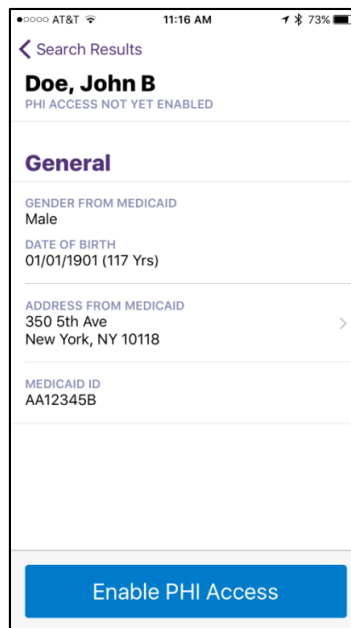 ●○○○○ AT&T 11:16 AM 73%
Search Results
Doe, John B
PHI ACCESS NOT YET ENABLED
General
GENDER FROM MEDICAID
Male
DATE OF BIRTH
01/01/1901 (117 Yrs)
ADDRESS FROM MEDICAID
350 5th Ave
New York, NY 10118
MEDICAID ID
AA12345B
Enable PHI Access